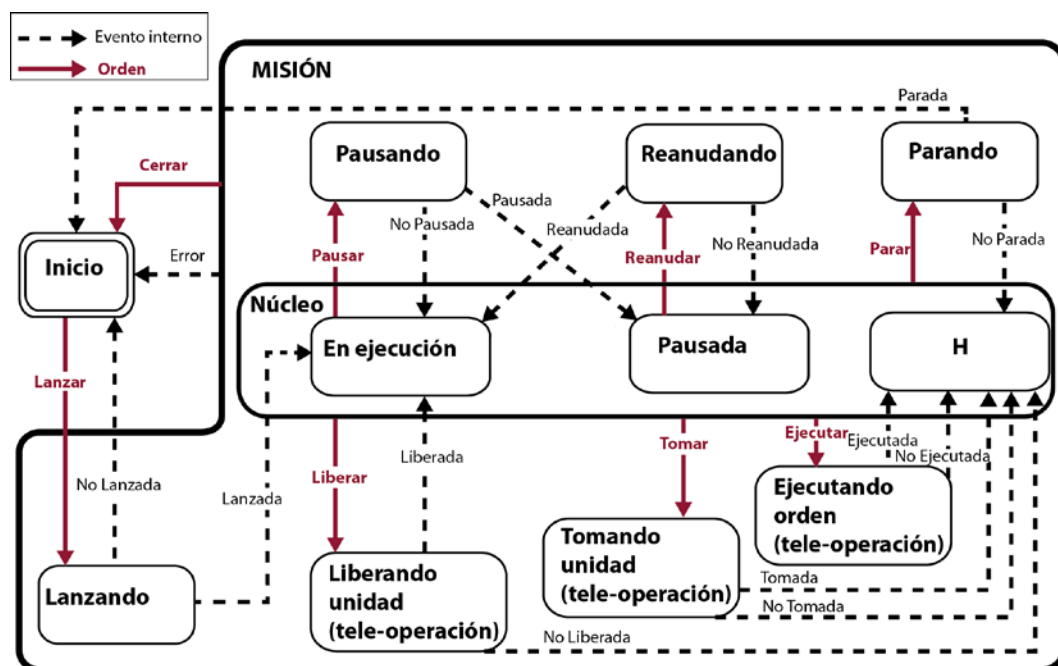 Evento interno
Orden
MISIÓN
Parada
Pausando
Reanudando
Parando
Cerrar
Pausada
No Pausada
Reanudada
No Reanudada
No Parada
Pausar
Reanudar
Parar
Inicio
Error
Núcleo
En ejecución
Pausada
H
Lanzar
No Lanzada
Lanzada
Liberar
Liberada
Tomar
Ejecutar
Ejecutada
No Ejecutada
Ejecutando
orden
(tele-operación)
Tomando
unidad
(tele-operación)
Tomada
No Tomada
Lanzando
Liberando
unidad
(tele-operación)
No Liberada